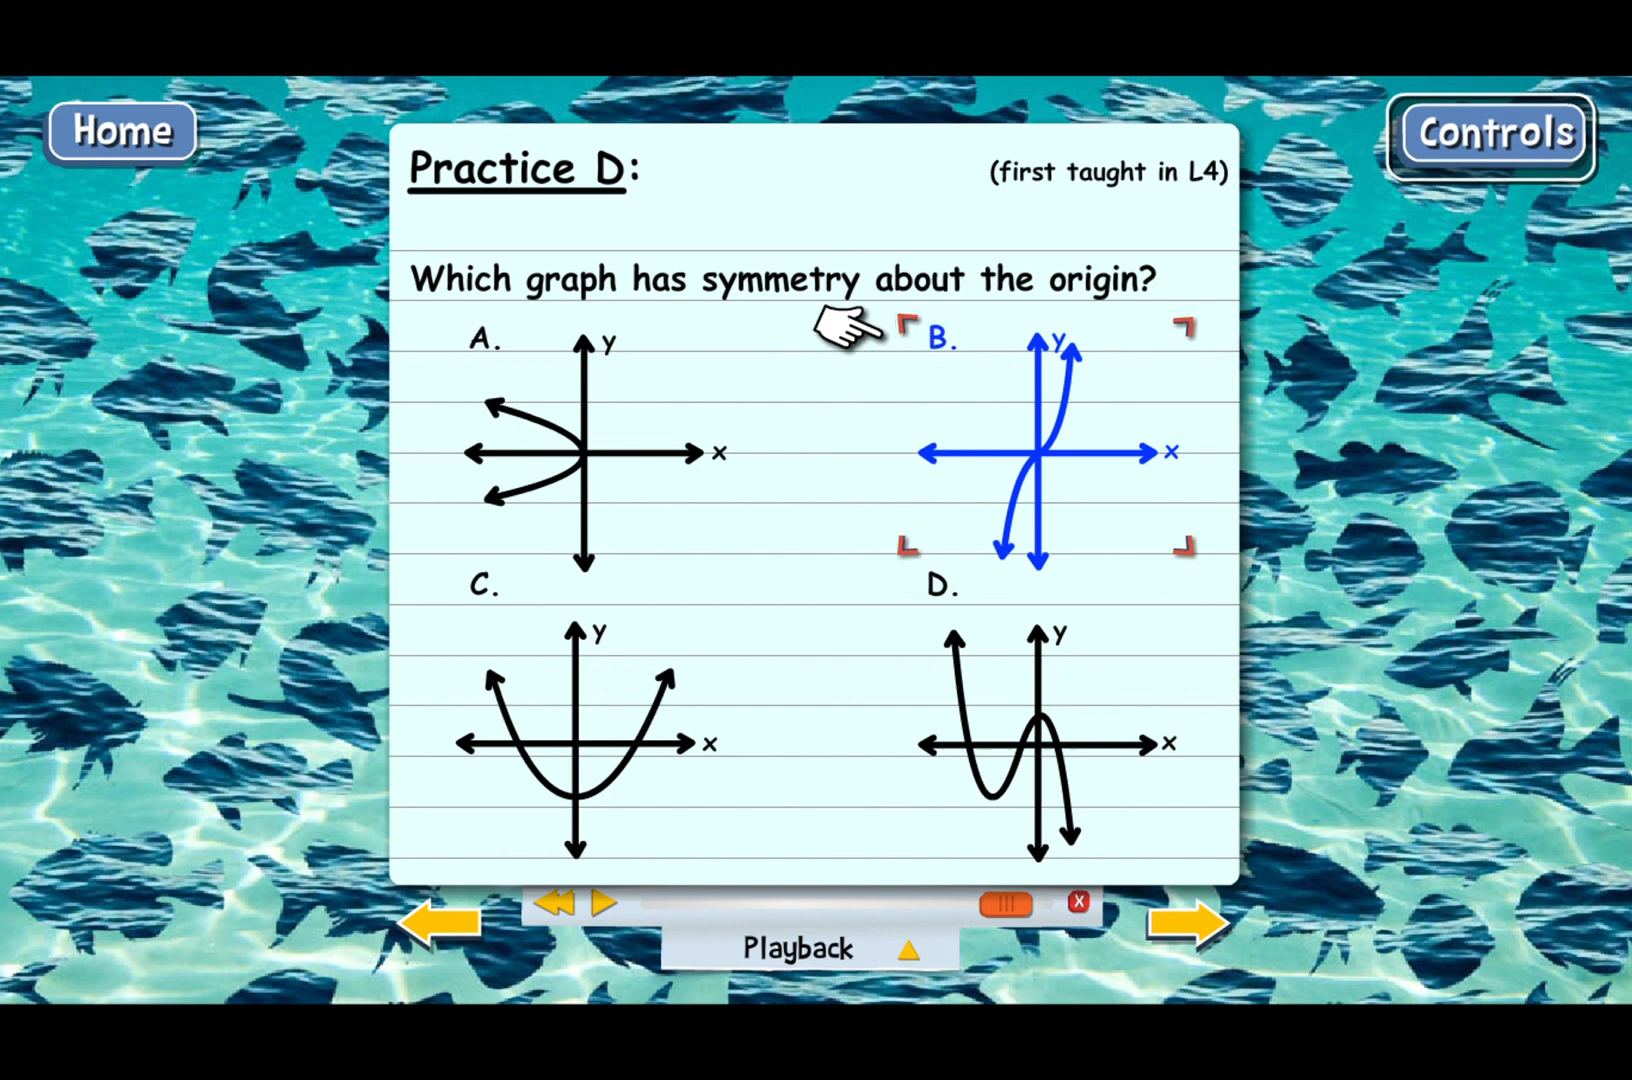 Home
Controls
Practice D:
(first taught in L4)
Which graph has symmetry about the origin?
A.
y
x
B.
y
x
C.
y
x
D.
y
x
X
Playback